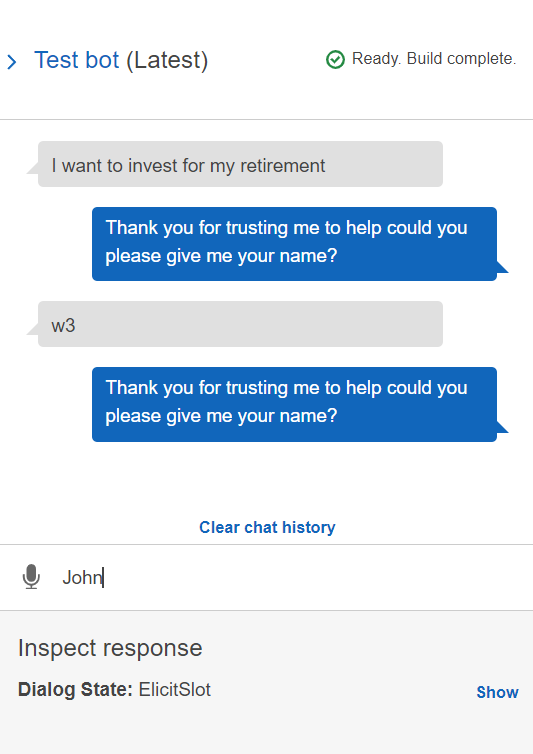 Test bot (Latest)
Ready. Build complete.
I want to invest for my retirement
Thank you for trusting me to help could you
please give me your name?
w3
Thank you for trusting me to help could you
please give me your name?
Clear chat history
John
Inspect response
Dialog State: ElicitSlot
Show